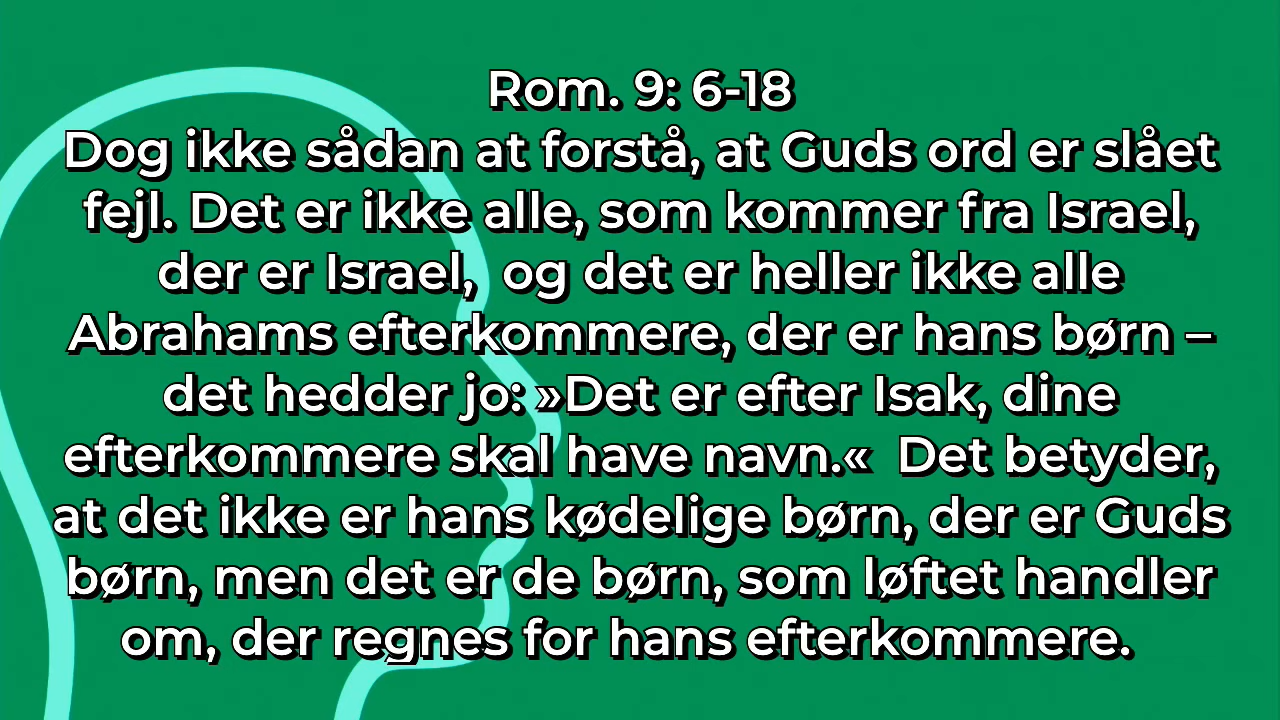 Rom. 9: 6-18
Dog ikke sådan at forstå, at Guds ord er slået
fejl. Det er ikke alle, som kommer fra Israel,
der er Israel,  og det er heller ikke alle
Abrahams efterkommere, der er hans børn –
det hedder jo: »Det er efter Isak, dine
efterkommere skal have navn.«  Det betyder,
at det ikke er hans kødelige børn, der er Guds
børn, men det er de børn, som løftet handler
om, der regnes for hans efterkommere.